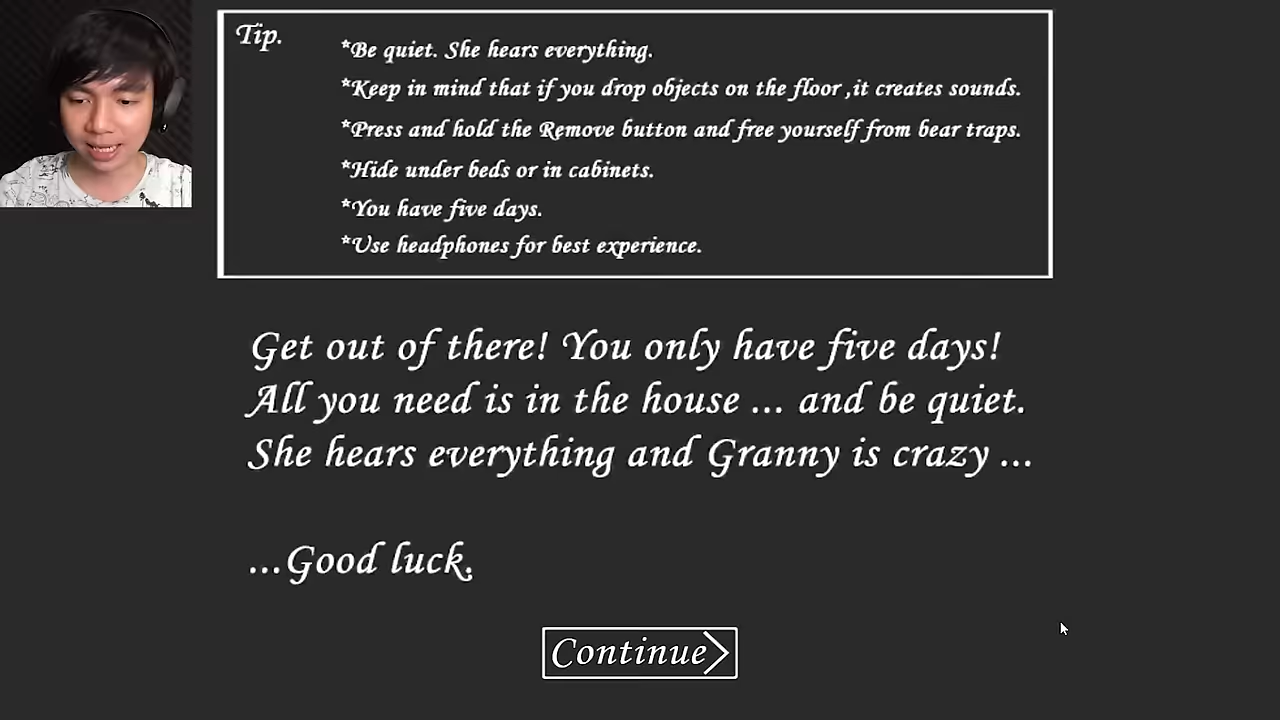 Tip.
*Be quiet. She hears everything.
*Keep in mind that if you drop objects on the floor ,it creates sounds.
*Press and hold the Remove button and free yourself from bear traps.
*Hide under beds or in cabinets.
*You have five days.
*Use headphones for best experience.
Get out of there! You only have five days!
All you need is in the house ... and be quiet.
She hears everything and Granny is crazy ...
...Good luck.
Continue